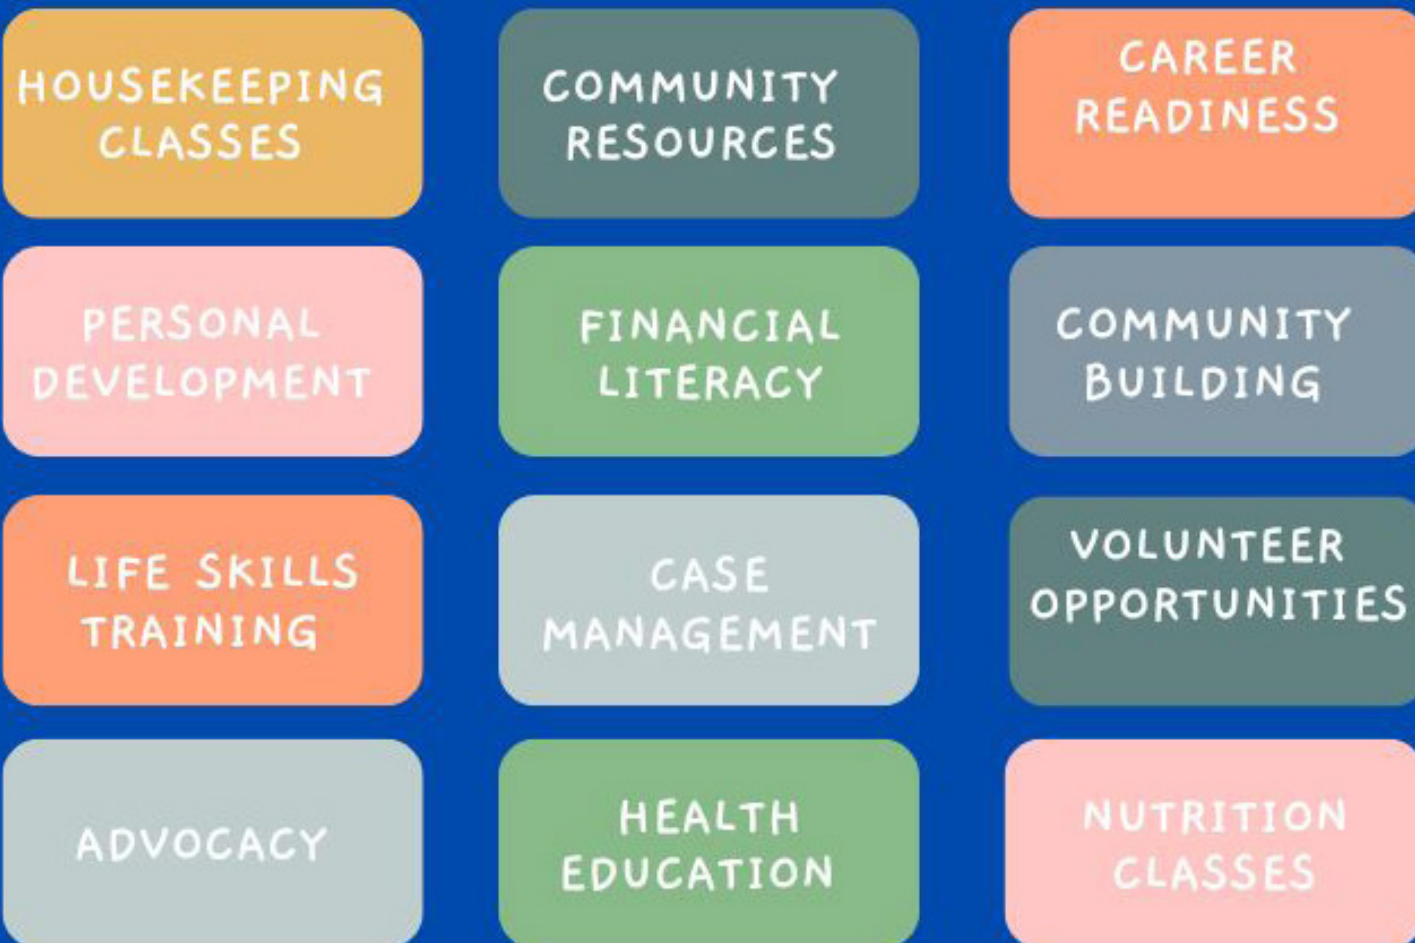 HOUSEKEEPING
CLASSES
COMMUNITY
RESOURCES
CAREER
READINESS
PERSONAL
DEVELOPMENT
FINANCIAL
LITERACY
COMMUNITY
BUILDING
LIFE SKILLS
TRAINING
CASE
MANAGEMENT
VOLUNTEER
OPPORTUNITIES
ADVOCACY
HEALTH
EDUCATION
NUTRITION
CLASSES